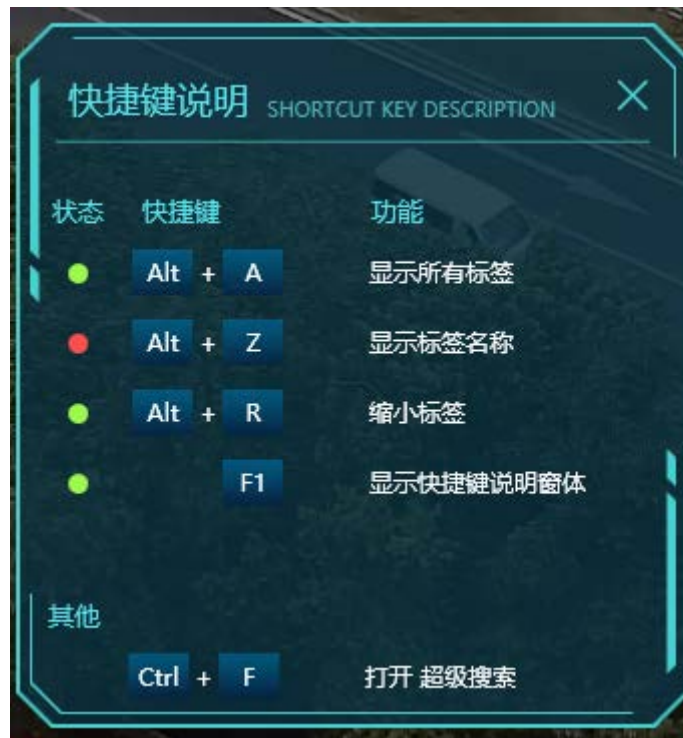 快捷键说明 SHORTCUT KEY DESCRIPTION
状态 快捷键 功能
Alt + A 显示所有标签
Alt + Z 显示标签名称
Alt + R 缩小标签
F1 显示快捷键说明窗体
其他
Ctrl + F 打开 超级搜索